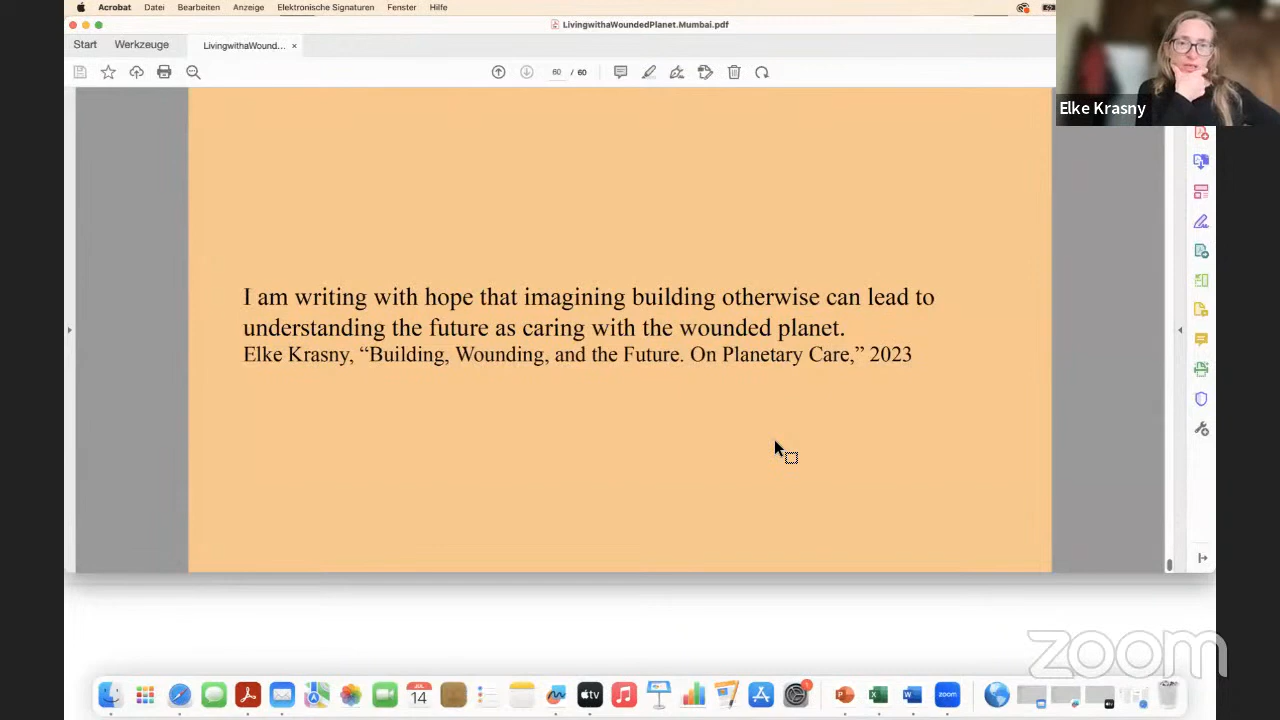 Acrobat Datei Bearbeiten Anzeige Elektronische Signaturen Fenster Hilfe
LivingwithaWoundedPlanet.Mumbai.pdf
Start Werkzeuge LivingwithaWound... ×
60 / 60
Elke Krasny
I am writing with hope that imagining building otherwise can lead to
understanding the future as caring with the wounded planet.
Elke Krasny, “Building, Wounding, and the Future. On Planetary Care,” 2023
zoom
14
tv
zoom